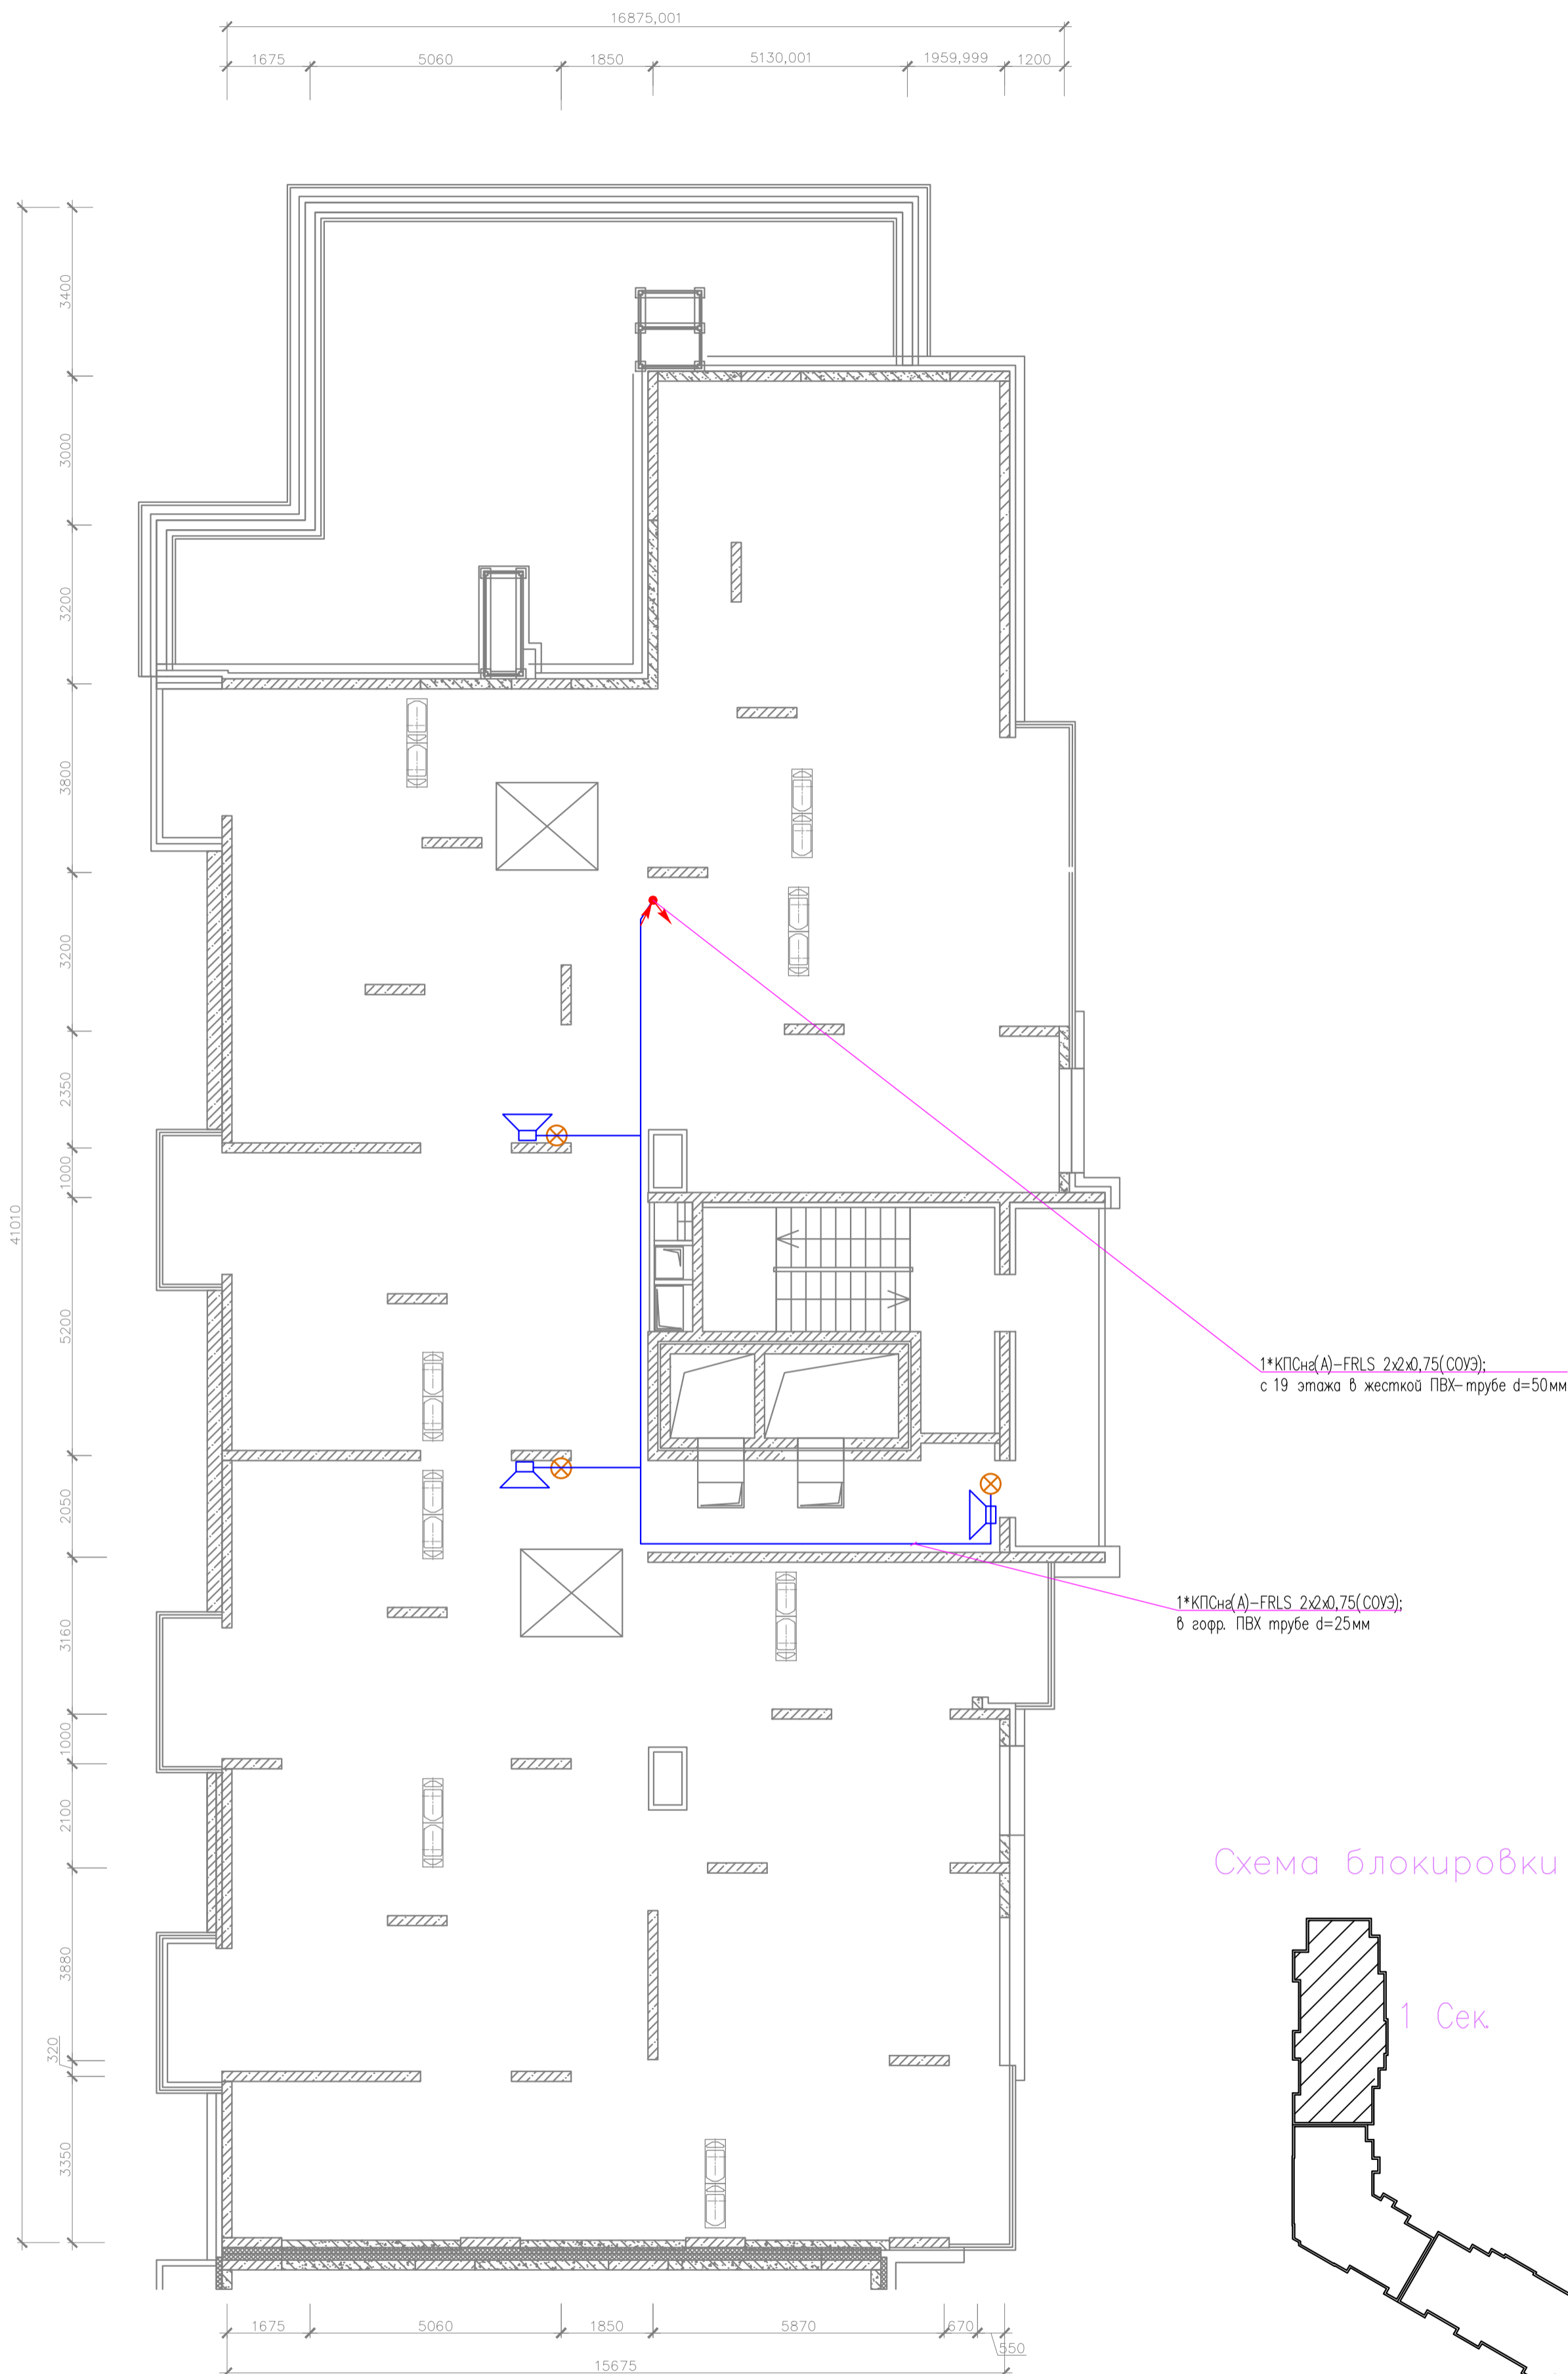 16875,001
1675 5060 1850 5130,001 1959,999 1200
3400
3000
3200
3800
3200
2350
1000
41010
5200
1*КПСнг(А)-FRLS 2x2x0,75(СОУЭ);
с 19 этажа в жесткой ПВХ-трубе d=50мм
2050
1*КПСнг(А)-FRLS 2x2x0,75(СОУЭ);
в гофр. ПВХ трубе d=25мм
3160
1000
2100
Схема блокировки
3880
1 Сек.
320
3350
1675 5060 1850 5870 670
550
15675